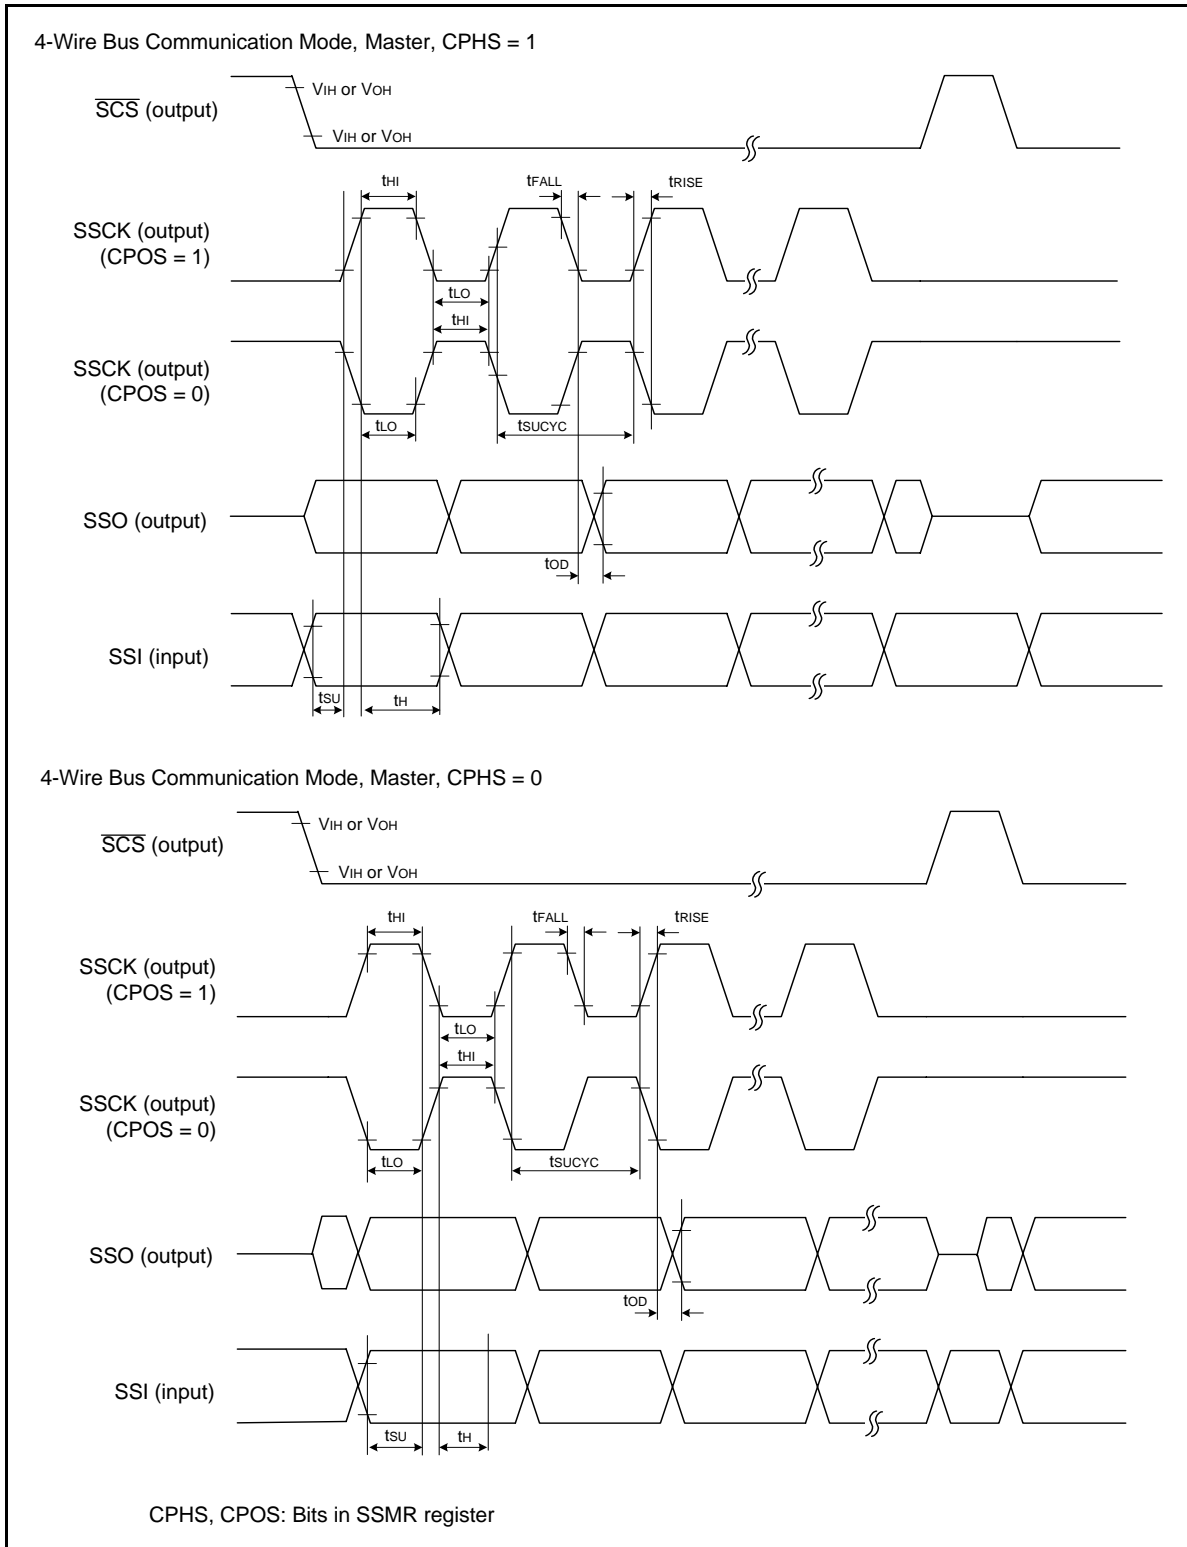 4-Wire Bus Communication Mode, Master, CPHS = 1
VIH or VOH
SCS (output)
VIH or VOH
tHI
tFALL
tRISE
SSCK (output)
(CPOS = 1)
tLO
tHI
SSCK (output)
(CPOS = 0)
tLO
tSUCYC
SSO (output)
tOD
SSI (input)
tSU
tH
4-Wire Bus Communication Mode, Master, CPHS = 0
VIH or VOH
SCS (output)
VIH or VOH
tHI
tFALL
tRISE
SSCK (output)
(CPOS = 1)
tLO
tHI
SSCK (output)
(CPOS = 0)
tLO
tSUCYC
SSO (output)
tOD
SSI (input)
tSU
tH
CPHS, CPOS: Bits in SSMR register